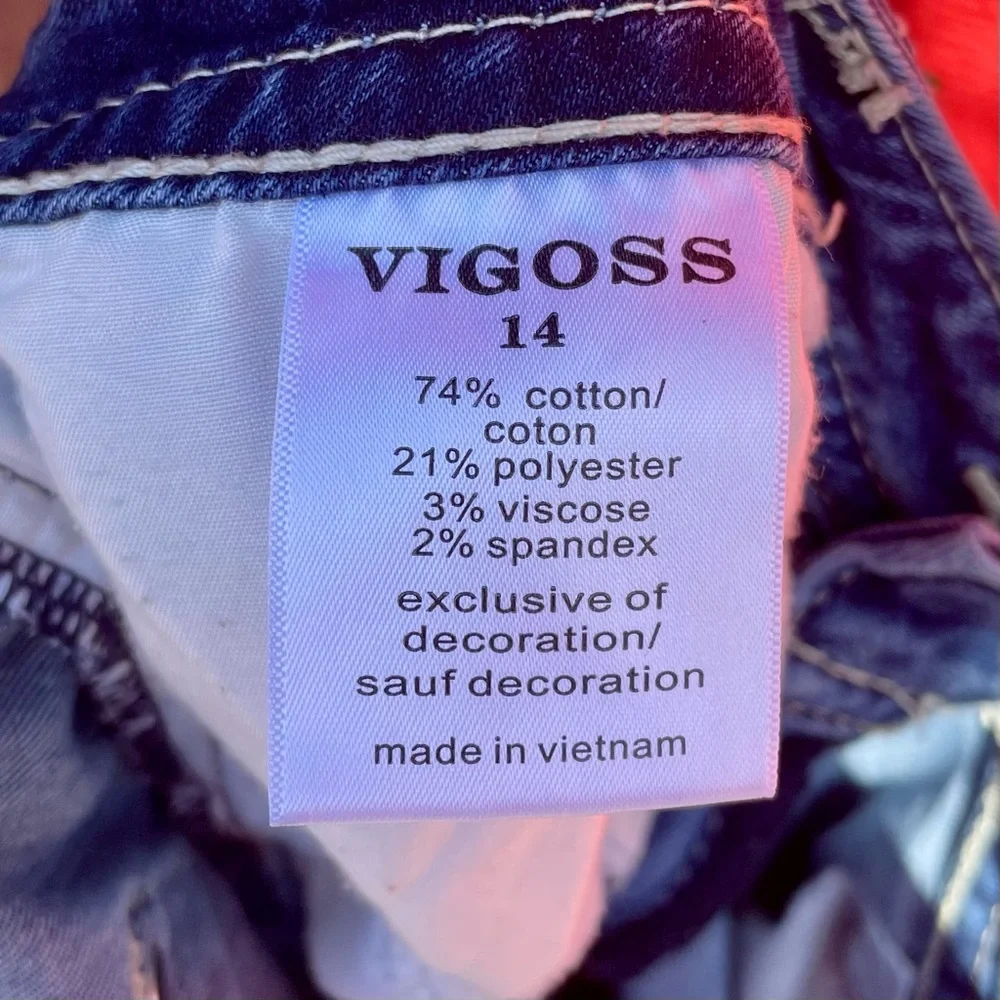 VIGOSS
14
74% cotton/
coton
21% polyester
3% viscose
2% spandex
exclusive of
decoration/
sauf decoration
made in vietnam